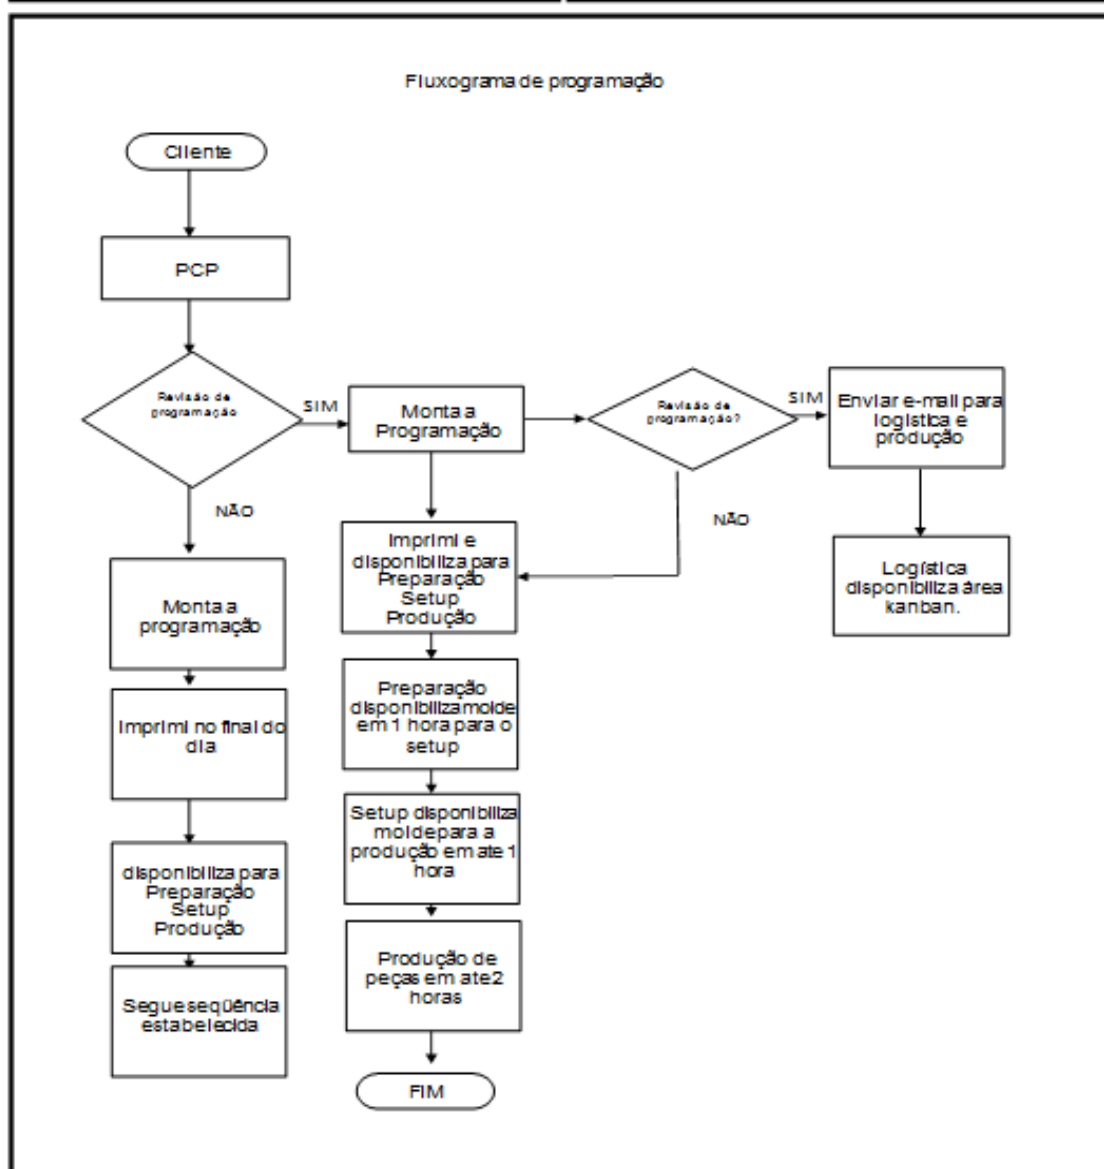 Fluxograma de programação
Cliente
PCP
Revisão de
programação
SIM
NÃO
Monta a
Programação
Revisão de
programação?
SIM
NÃO
Enviar e-mail para
logística e
produção
Logística
disponibiliza área
kanban.
Imprimi e
disponibiliza para
Preparação
Setup
Produção
Preparação
disponibiliza molde
em 1 hora para o
setup
Setup disponibiliza
molde para a
produção em ate 1
hora
Produção de
peças em ate 2
horas
FIM
Monta a
programação
Imprimi no final do
dia
disponibiliza para
Preparação
Setup
Produção
Segue seqüência
estabelecida